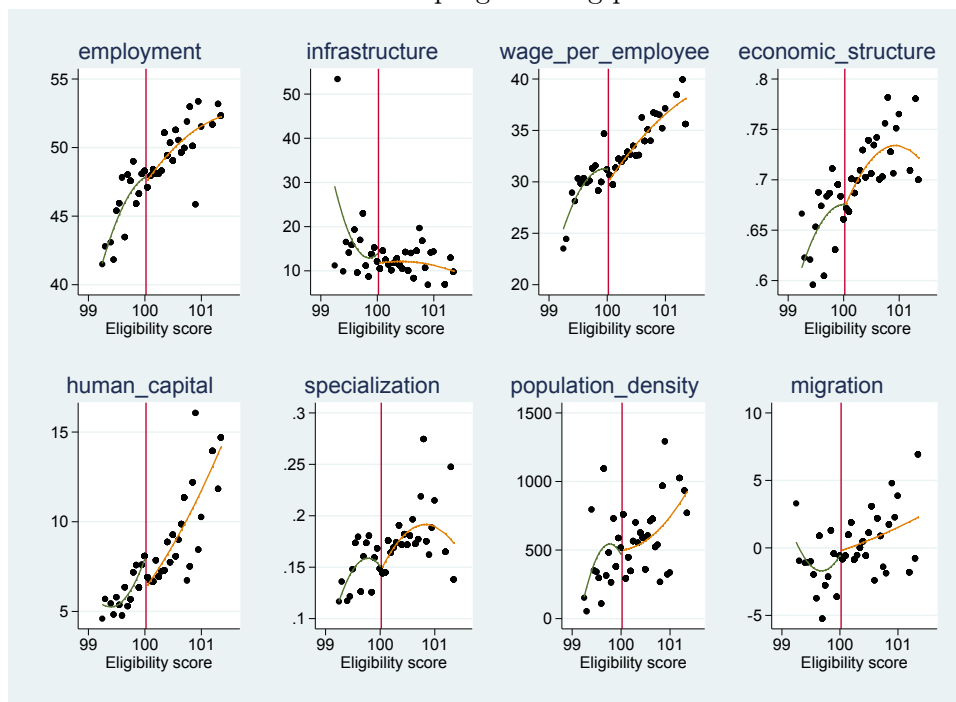 employment infrastructure wage_per_employee economic_structure
55 50 40 .8
50 40 35 .75
30 30 .7
45 20 25 .65
40 10 20 .6
99 100 101 99 100 101 99 100 101 99 100 101
Eligibility score Eligibility score Eligibility score Eligibility score
human_capital specialization population_density migration
15 .3 1500 10
10 .25 1000 5
.2 500 0
5 .15 0 -5
.1
99 100 101 99 100 101 99 100 101 99 100 101
Eligibility score Eligibility score Eligibility score Eligibility score